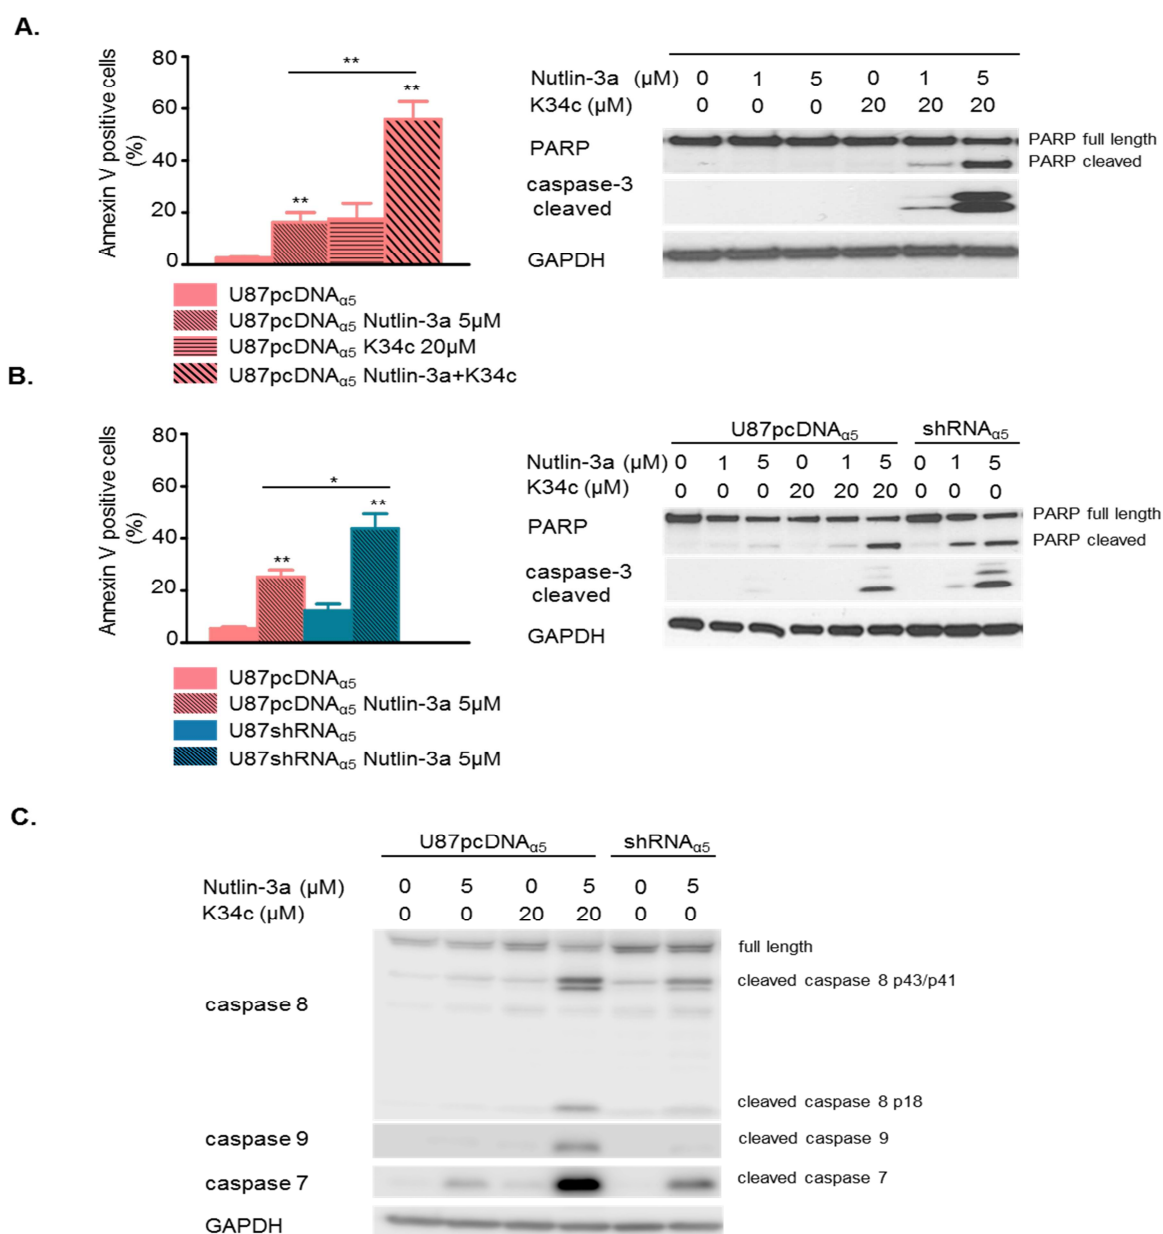 A.
80
60
40
20
0
Annexin V positive cells
(%)
**
**
**
U87pcDNAα5
U87pcDNAα5 Nutlin-3a 5µM
U87pcDNAα5 K34c 20µM
U87pcDNAα5 Nutlin-3a+K34c
Nutlin-3a (µM) 0 1 5 0 1 5
K34c (µM) 0 0 0 20 20 20
PARP
PARP full length
PARP cleaved
caspase-3
cleaved
GAPDH
B.
80
60
40
20
0
Annexin V positive cells
(%)
*
**
**
U87pcDNAα5
U87pcDNAα5 Nutlin-3a 5µM
U87shRNAα5
U87shRNAα5 Nutlin-3a 5µM
U87pcDNAα5 shRNAα5
Nutlin-3a (µM) 0 1 5 0 1 5 0 1 5
K34c (µM) 0 0 0 20 20 20 0 0 0
PARP
PARP full length
PARP cleaved
caspase-3
cleaved
GAPDH
C.
U87pcDNAα5 shRNAα5
Nutlin-3a (µM) 0 5 0 5 0 5
K34c (µM) 0 0 20 20 0 0
full length
cleaved caspase 8 p43/p41
caspase 8
cleaved caspase 8 p18
caspase 9 cleaved caspase 9
caspase 7 cleaved caspase 7
GAPDH